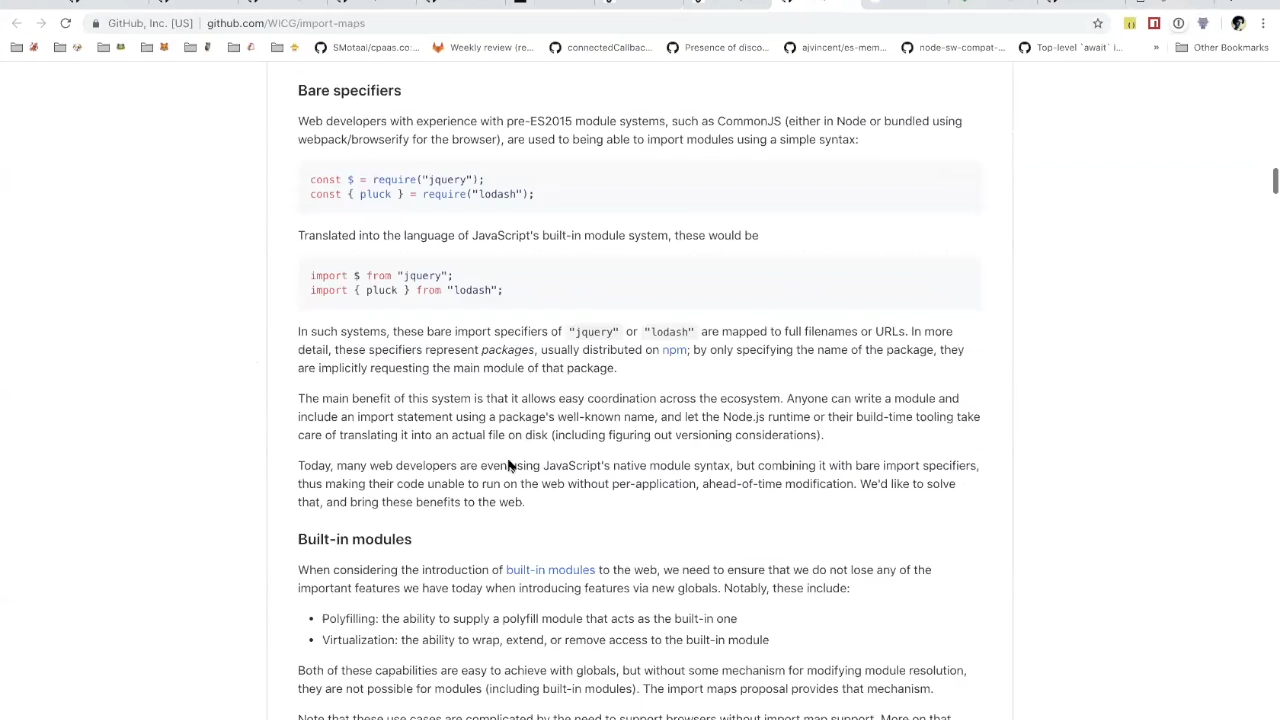 GitHub, Inc. [US] github.com/WICG/import-maps
SMotaal/cpaas.co:... Weekly review (re... connectedCallbac... Presence of disco... ajvincent/es-mem... node-sw-compat-... Top-level `await` i... » Other Bookmarks
Bare specifiers
Web developers with experience with pre-ES2015 module systems, such as CommonJS (either in Node or bundled using
webpack/browserify for the browser), are used to being able to import modules using a simple syntax:
const $ = require("jquery");
const { pluck } = require("lodash");
Translated into the language of JavaScript's built-in module system, these would be
import $ from "jquery";
import { pluck } from "lodash";
In such systems, these bare import specifiers of "jquery" or "lodash" are mapped to full filenames or URLs. In more
detail, these specifiers represent packages, usually distributed on npm; by only specifying the name of the package, they
are implicitly requesting the main module of that package.
The main benefit of this system is that it allows easy coordination across the ecosystem. Anyone can write a module and
include an import statement using a package's well-known name, and let the Node.js runtime or their build-time tooling take
care of translating it into an actual file on disk (including figuring out versioning considerations).
Today, many web developers are even using JavaScript's native module syntax, but combining it with bare import specifiers,
thus making their code unable to run on the web without per-application, ahead-of-time modification. We'd like to solve
that, and bring these benefits to the web.
Built-in modules
When considering the introduction of built-in modules to the web, we need to ensure that we do not lose any of the
important features we have today when introducing features via new globals. Notably, these include:
• Polyfilling: the ability to supply a polyfill module that acts as the built-in one
• Virtualization: the ability to wrap, extend, or remove access to the built-in module
Both of these capabilities are easy to achieve with globals, but without some mechanism for modifying module resolution,
they are not possible for modules (including built-in modules). The import maps proposal provides that mechanism.
Note that these use cases are complicated by the need to support browsers without import map support. More on that